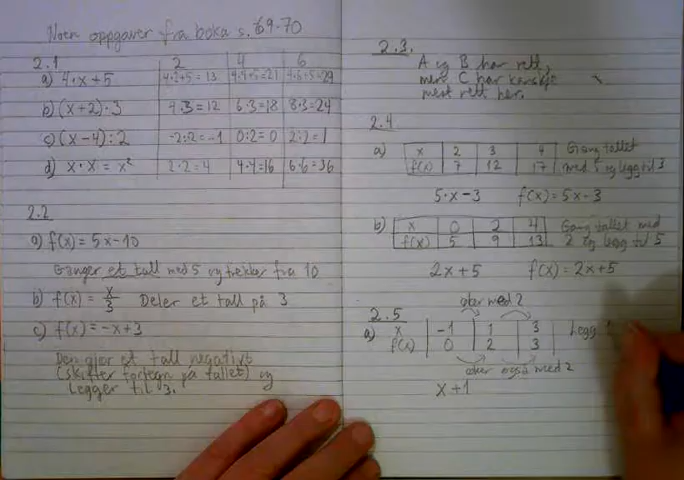 Noen oppgaver fra boka s. 69-70
2.1 2 4 6
a) 4·x+5 4·2+5=13 4·4+5=21 4·6+5=29
b) (x+2)·3 4·3=12 6·3=18 8·3=24
c) (x-4):2 -2:2=-1 0:2=0 2:2=1
d) x·x=x² 2·2=4 4·4=16 6·6=36
2.2
a) f(x)=5x-10
Ganger et tall med 5 og trekker fra 10
b) f(x)=x/3 Deler et tall på 3
c) f(x)=-x+3
Den gjør et tall negativt
(skifter fortegn på tallet) og
legger til 3.
2.3.
A og B har rett,
men C har kanskje
mest rett her.
2.4
a) x 2 3 4 Gang tallet
f(x) 7 12 17 med 5 og legg til 3
5·x-3 f(x)=5x-3
b) x 0 2 4 Gang tallet med
f(x) 5 9 13 2 og legg til 5
2x+5 f(x)=2x+5
øker med 2
2.5
a) x -1 1 3 Legg 1
f(x) 0 2 3
øker også med 2
x+1